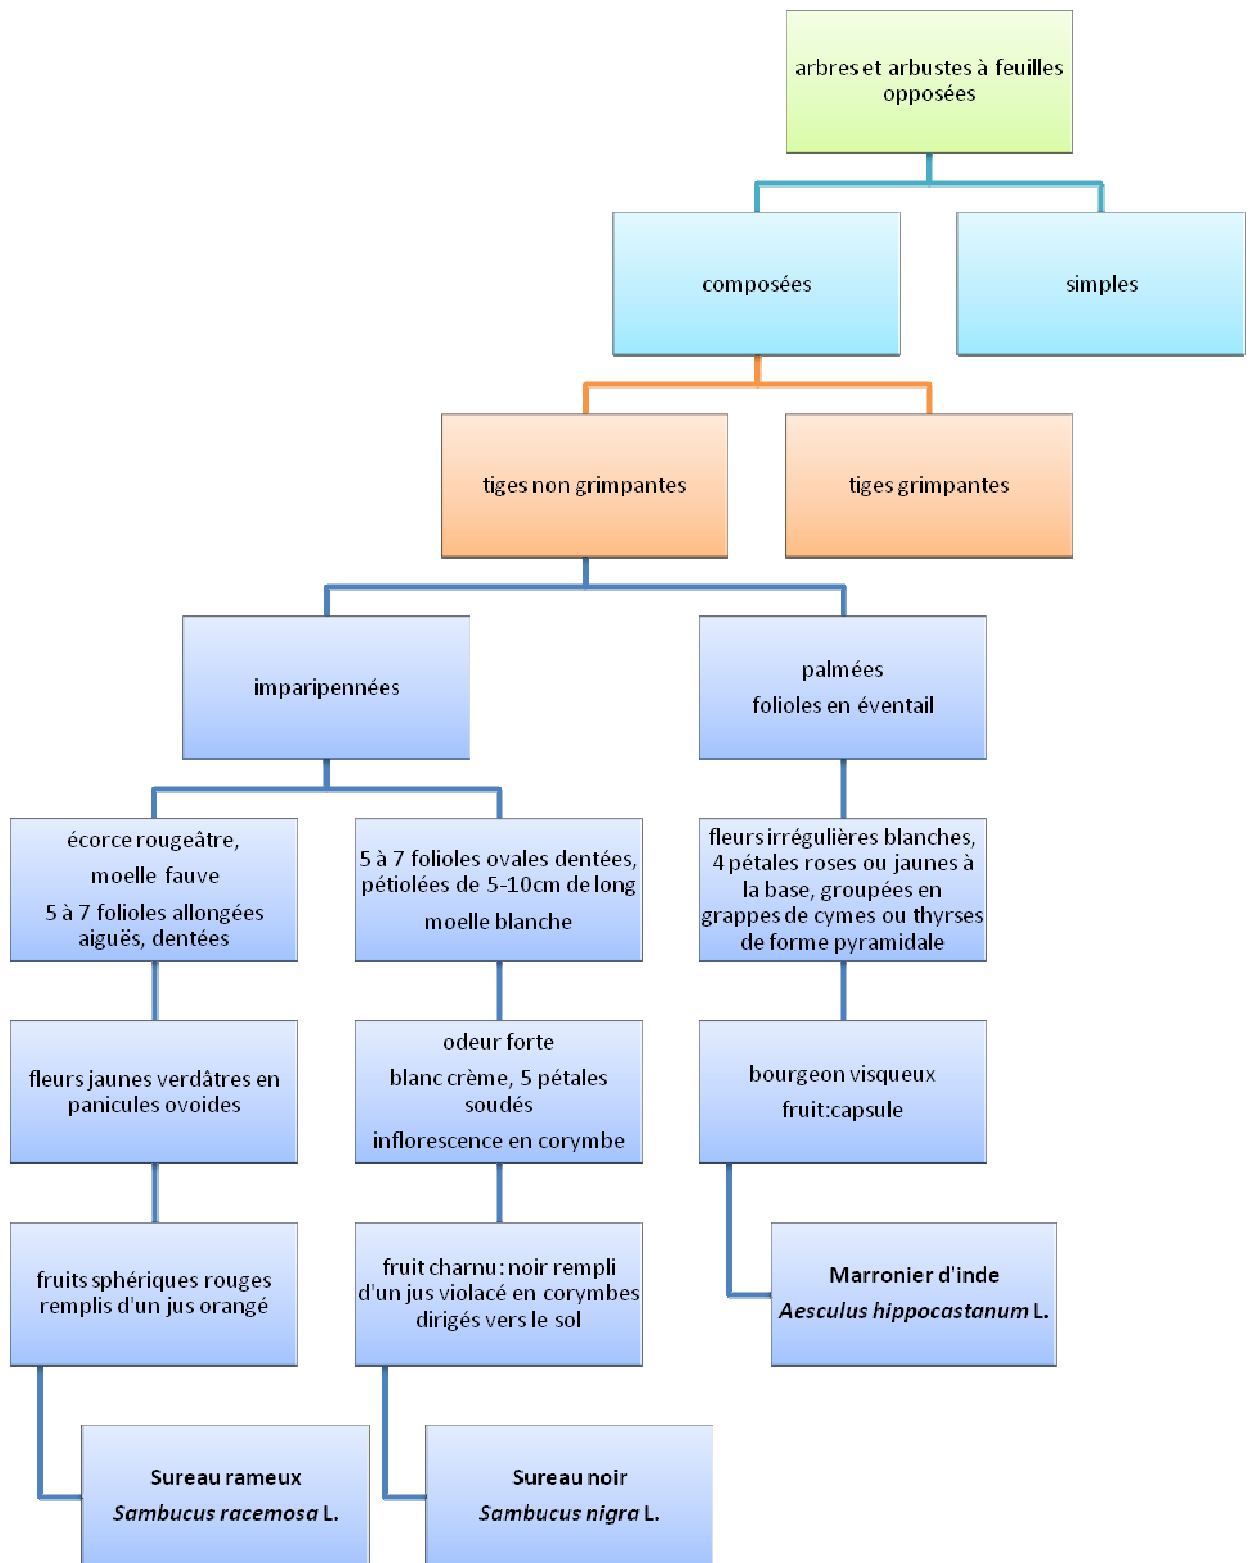 arbres et arbustes à feuilles
opposées
composées
simples
tiges non grimpantes
tiges grimpantes
imparipennées
palmées
folioles en éventail
écorce rougeâtre,
moelle fauve
5 à 7 folioles allongées
aiguës, dentées
5 à 7 folioles ovales dentées,
pétiolées de 5-10cm de long
moelle blanche
fleurs irrégulières blanches,
4 pétales roses ou jaunes à
la base, groupées en
grappes de cymes ou thyrses
de forme pyramidale
fleurs jaunes verdâtres en
panicules ovoides
odeur forte
blanc crème, 5 pétales
soudés
inflorescence en corymbe
bourgeon visqueux
fruit:capsule
fruits sphériques rouges
remplis d'un jus orangé
fruit charnu: noir rempli
d'un jus violacé en corymbes
dirigés vers le sol
Marronier d'inde
Aesculus hippocastanum L.
Sureau rameux
Sambucus racemosa L.
Sureau noir
Sambucus nigra L.